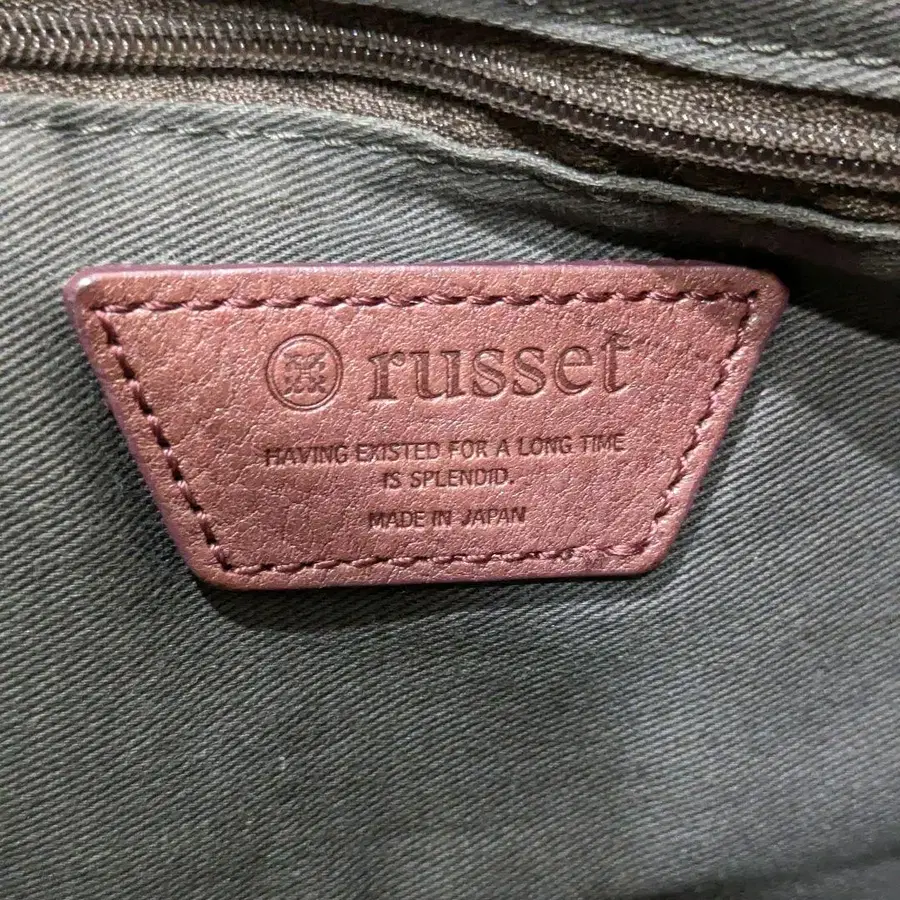 russet
HAVING EXISTED FOR A LONG TIME
IS SPLENDID.
MADE IN JAPAN